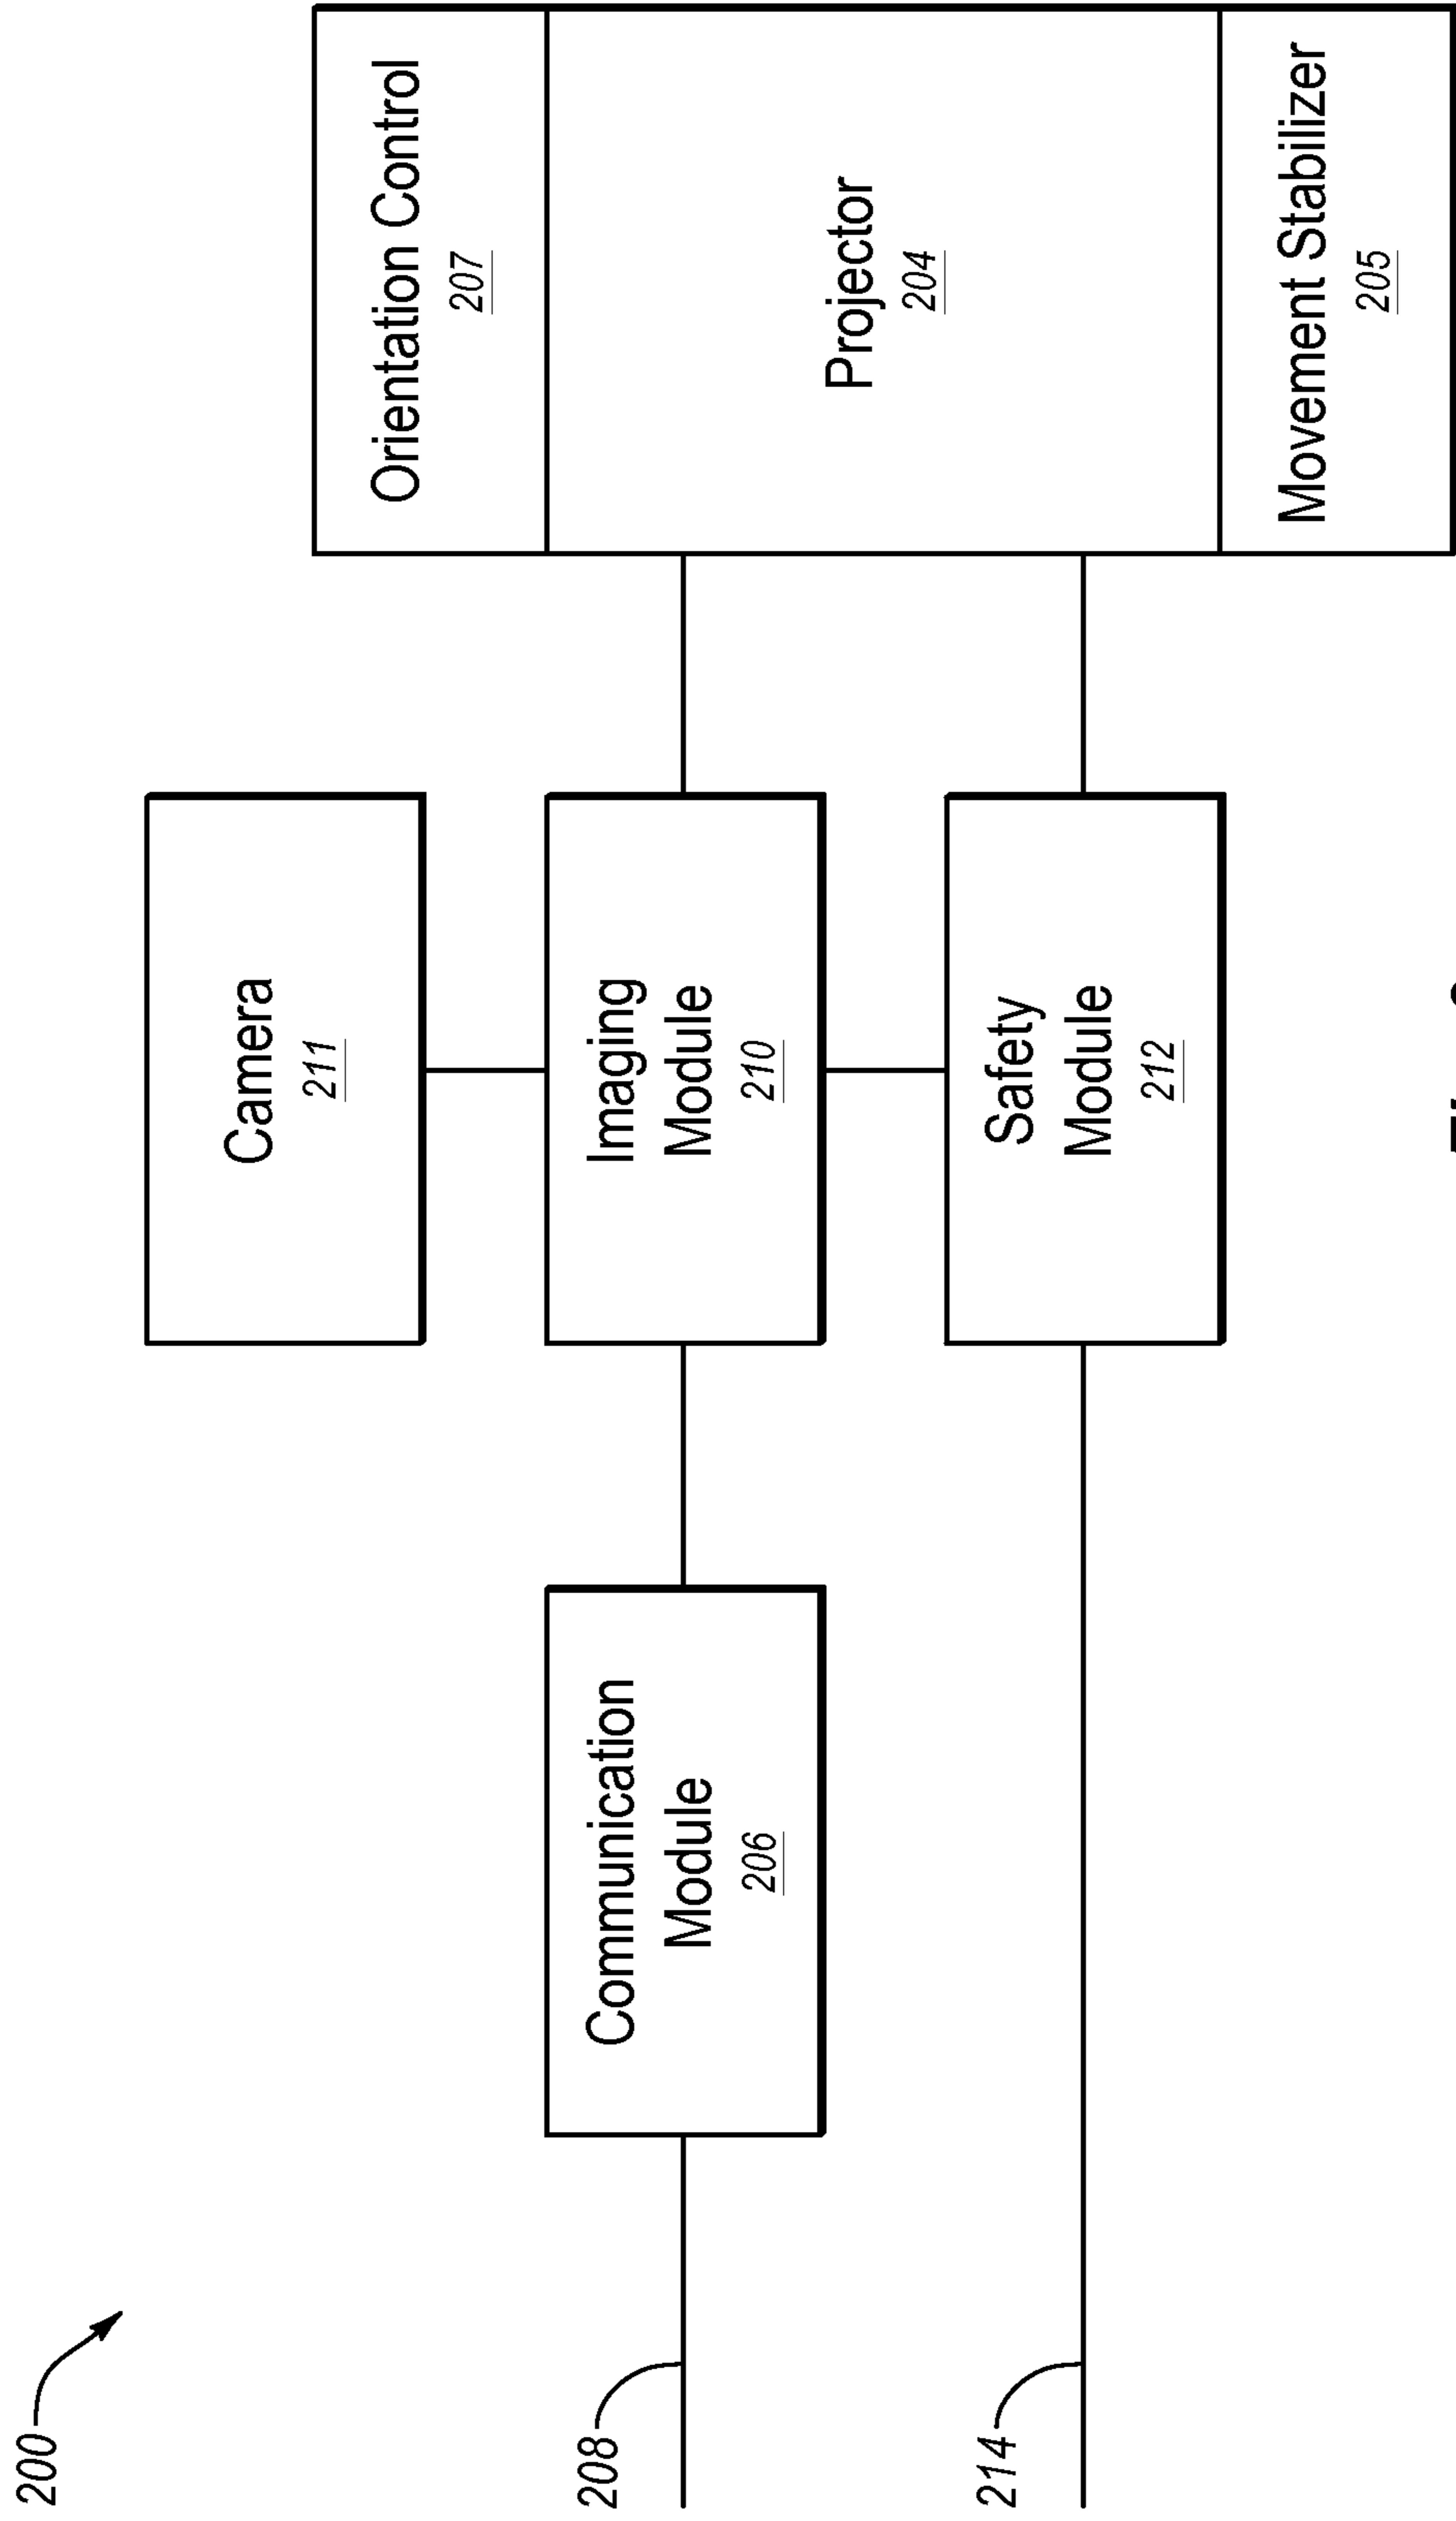 200
Camera
211
Orientation Control
207
208
Communication
Module
206
Imaging
Module
210
Projector
204
214
Safety
Module
212
Movement Stabilizer
205